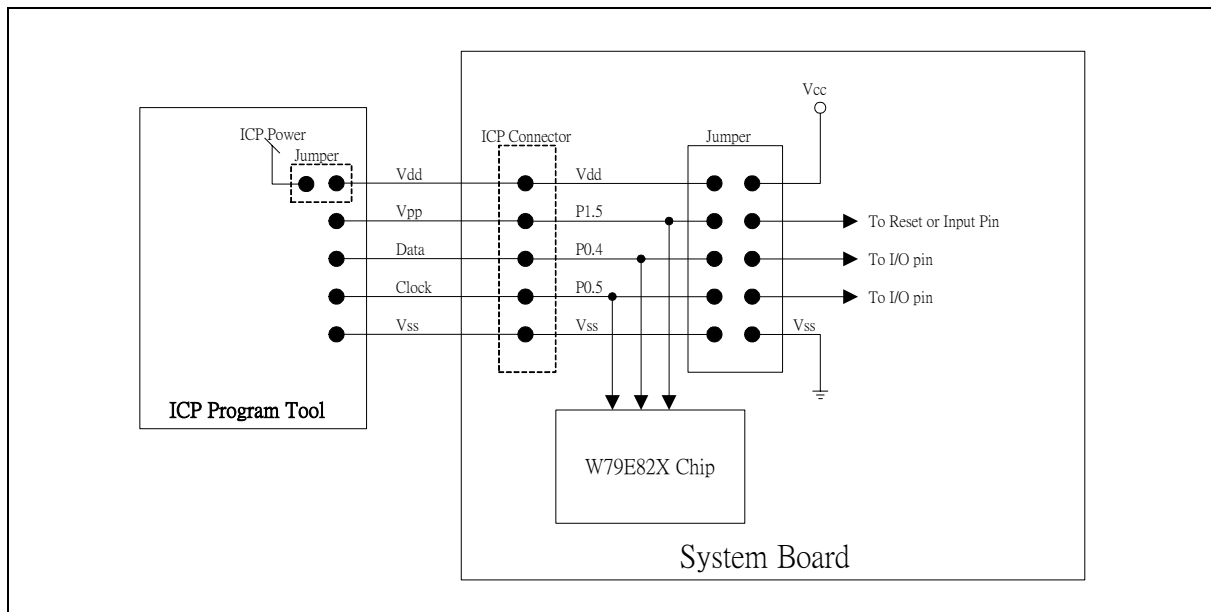 Vcc
ICP Power
Jumper
ICP Connector
Jumper
Vdd
Vdd
Vpp
P1.5
To Reset or Input Pin
Data
P0.4
To I/O pin
Clock
P0.5
To I/O pin
Vss
Vss
Vss
ICP Program Tool
W79E82X Chip
System Board